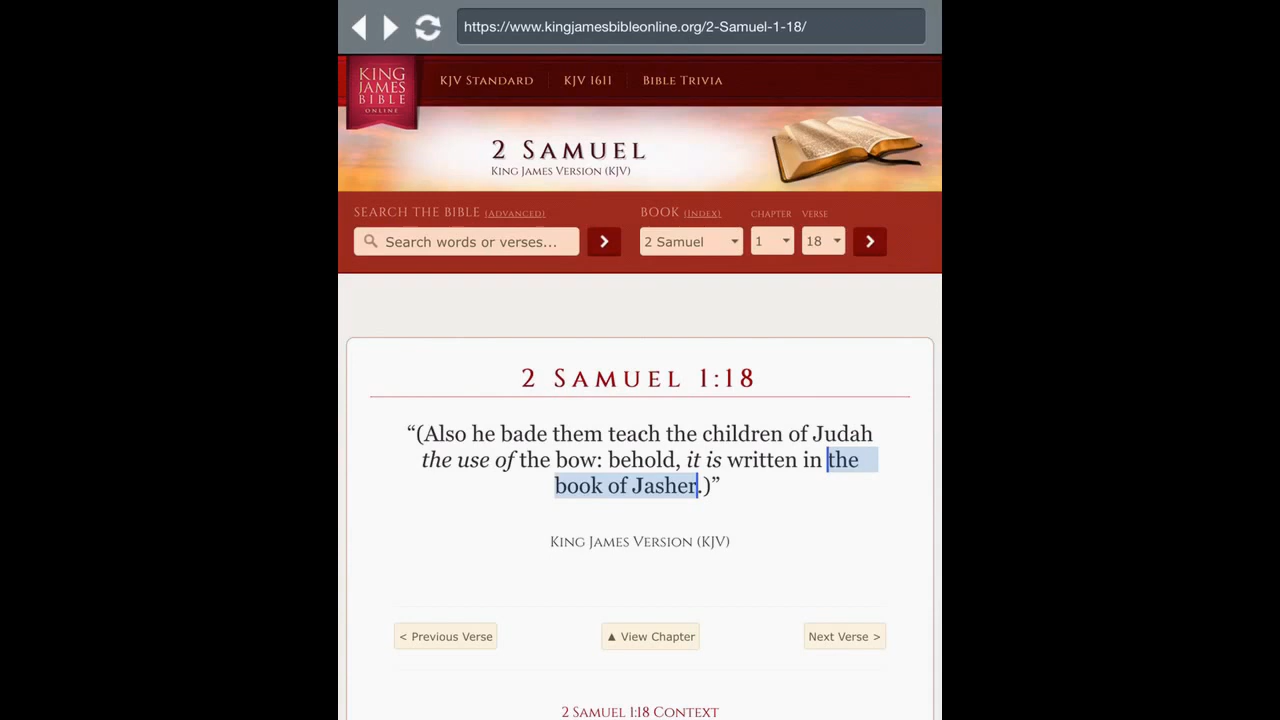 https://www.kingjamesbibleonline.org/2-Samuel-1-18/
KING
JAMES
BIBLE
ONLINE
KJV STANDARD
KJV 1611
BIBLE TRIVIA
2 SAMUEL
KING JAMES VERSION (KJV)
SEARCH THE BIBLE (ADVANCED)
BOOK (INDEX)
CHAPTER
VERSE
Search words or verses...
2 Samuel
1
18
2 SAMUEL 1:18
“(Also he bade them teach the children of Judah
the use of the bow: behold, it is written in the
book of Jasher.)”
KING JAMES VERSION (KJV)
< Previous Verse
▲ View Chapter
Next Verse >
2 SAMUEL 1:18 CONTEXT